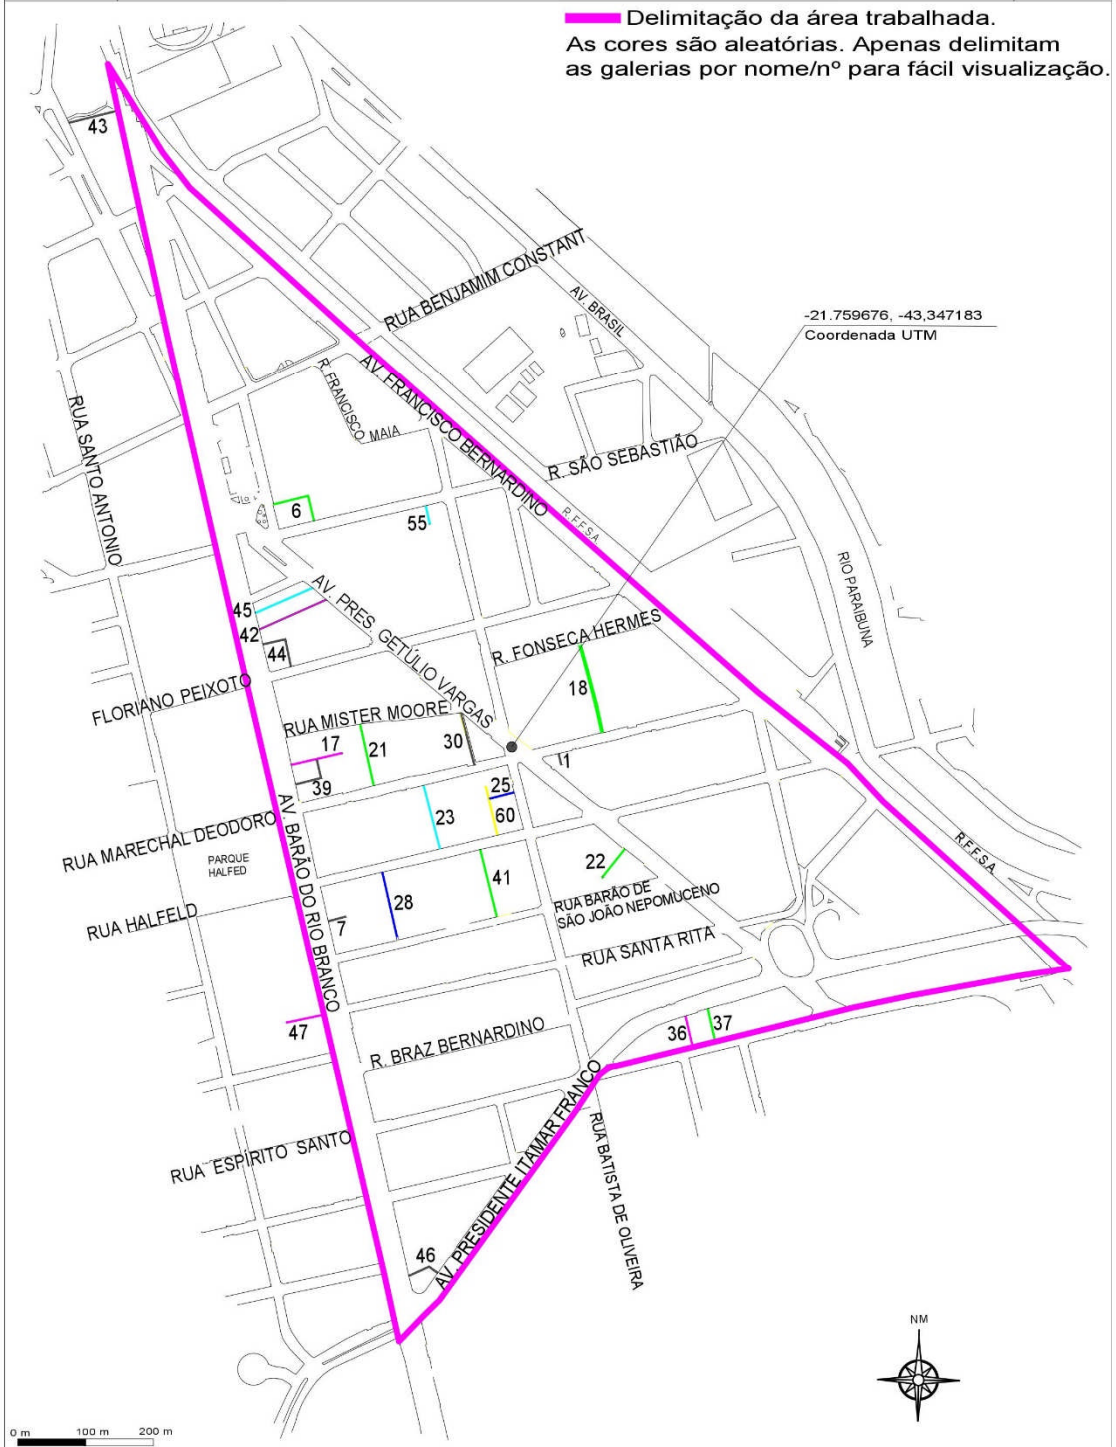 Delimitação da área trabalhada.
As cores são aleatórias. Apenas delimitam
as galerias por nome/nº para fácil visualização.
43
RUA BENJAMIM CONSTANT
AV. BRASIL
-21.759676, -43,347183
Coordenada UTM
R. FRANCISCO MAIA
AV. FRANCISCO BERNARDINO
RUA SANTO ANTONIO
R. SÃO SEBASTIÃO
6
55
R.F.F.S.A
RIO PARAIBUNA
45
AV. PRES. GETÚLIO VARGAS
42
44
R. FONSECA HERMES
FLORIANO PEIXOTO
18
RUA MISTER MOORE
17
21
30
1
39
25
23
60
AV. BARÃO DO RIO BRANCO
RUA MARECHAL DEODORO
PARQUE
HALFED
22
41
28
RUA BARÃO DE
SÃO JOÃO NEPOMUCENO
R.F.F.S.A
RUA HALFELD
7
RUA SANTA RITA
47
36
37
R. BRAZ BERNARDINO
RUA ESPÍRITO SANTO
AV. PRESIDENTE ITAMAR FRANCO
RUA BATISTA DE OLIVEIRA
46
NM
0 m 100 m 200 m